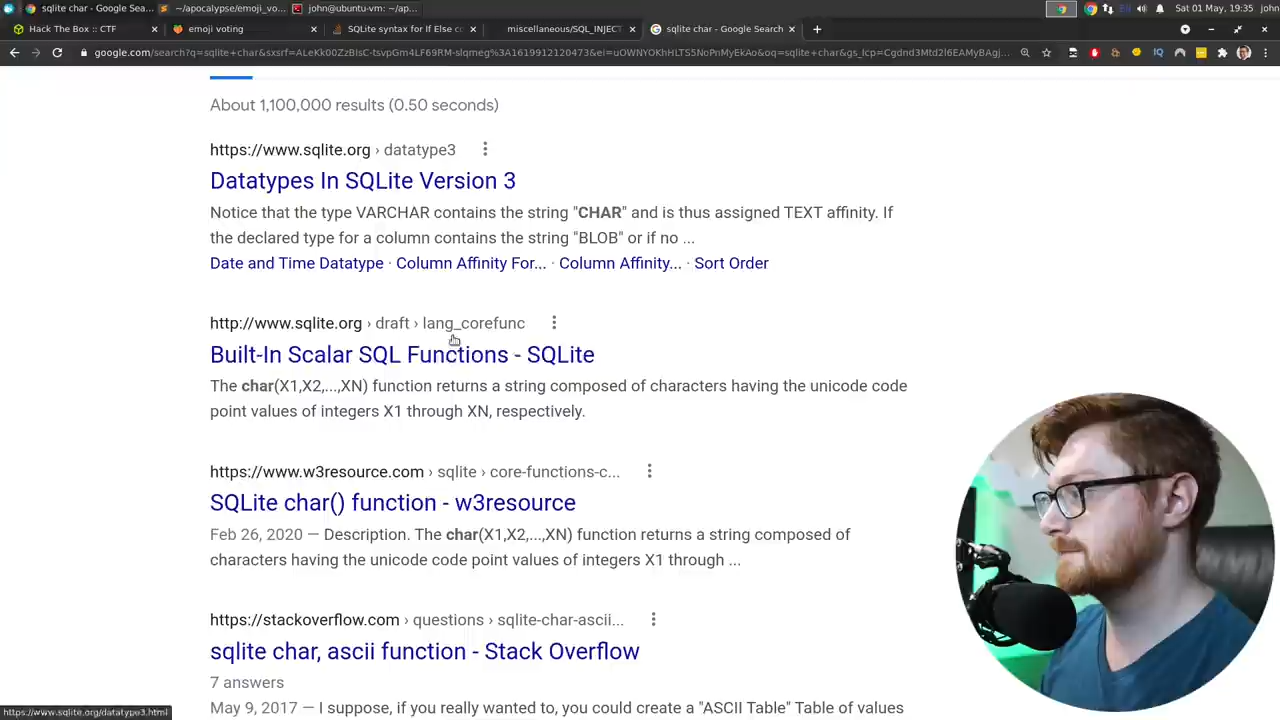 sqlite char - Google Sea...
~/apocalypse/emoji_vo...
john@ubuntu-vm: ~/ap...
Sat 01 May, 19:35 john
Hack The Box :: CTF
emoji voting
SQLite syntax for If Else co
miscellaneous/SQL_INJECT
sqlite char - Google Search
About 1,100,000 results (0.50 seconds)
https://www.sqlite.org › datatype3
Datatypes In SQLite Version 3
Notice that the type VARCHAR contains the string "CHAR" and is thus assigned TEXT affinity. If
the declared type for a column contains the string "BLOB" or if no ...
Date and Time Datatype · Column Affinity For... · Column Affinity,... · Sort Order
http://www.sqlite.org › draft › lang_corefunc
Built-In Scalar SQL Functions - SQLite
The char(X1,X2,...,XN) function returns a string composed of characters having the unicode code
point values of integers X1 through XN, respectively.
https://www.w3resource.com › sqlite › core-functions-c...
SQLite char() function - w3resource
Feb 26, 2020 — Description. The char(X1,X2,...,XN) function returns a string composed of
characters having the unicode code point values of integers X1 through ...
https://stackoverflow.com › questions › sqlite-char-ascii...
sqlite char, ascii function - Stack Overflow
7 answers
May 9, 2017 — I suppose, if you really wanted to, you could create a "ASCII Table" Table of values
https://www.sqlite.org/datatype3.html